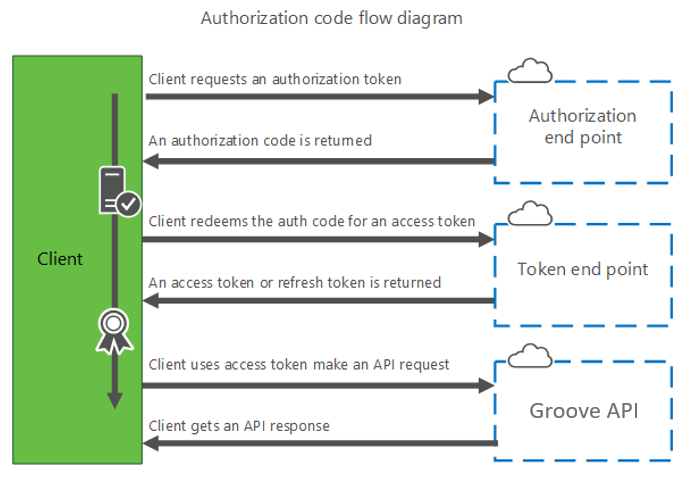 Authorization code flow diagram
Client requests an authorization token
Authorization
end point
An authorization code is returned
Client redeems the auth code for an access token
Client
Token end point
An access token or refresh token is returned
Client uses access token make an API request
Groove API
Client gets an API response